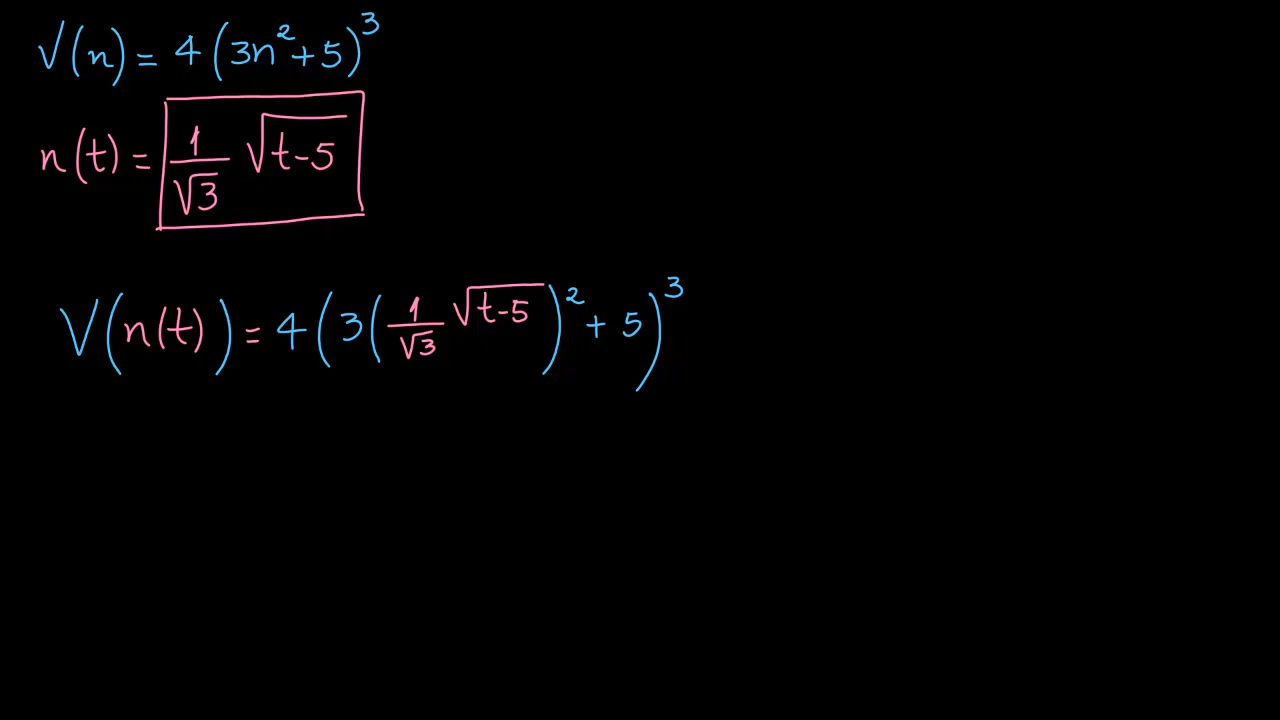 V(n) = 4(3n²+5)³
n(t) = 1/√3 √(t-5)
V(n(t)) = 4(3(1/√3 √(t-5))² + 5)³